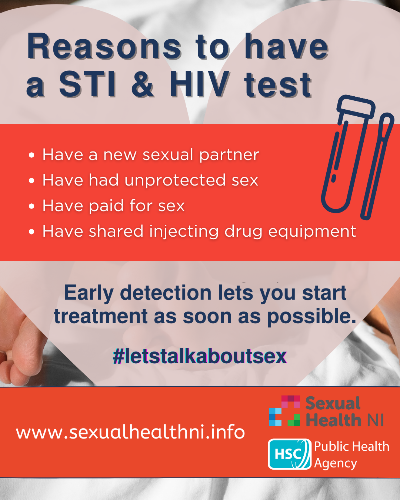 Reasons to have
a STI & HIV test
• Have a new sexual partner
• Have had unprotected sex
• Have paid for sex
• Have shared injecting drug equipment
Early detection lets you start
treatment as soon as possible.
#letstalkaboutsex
Sexual
Health NI
www.sexualhealthni.info
HSC Public Health
Agency